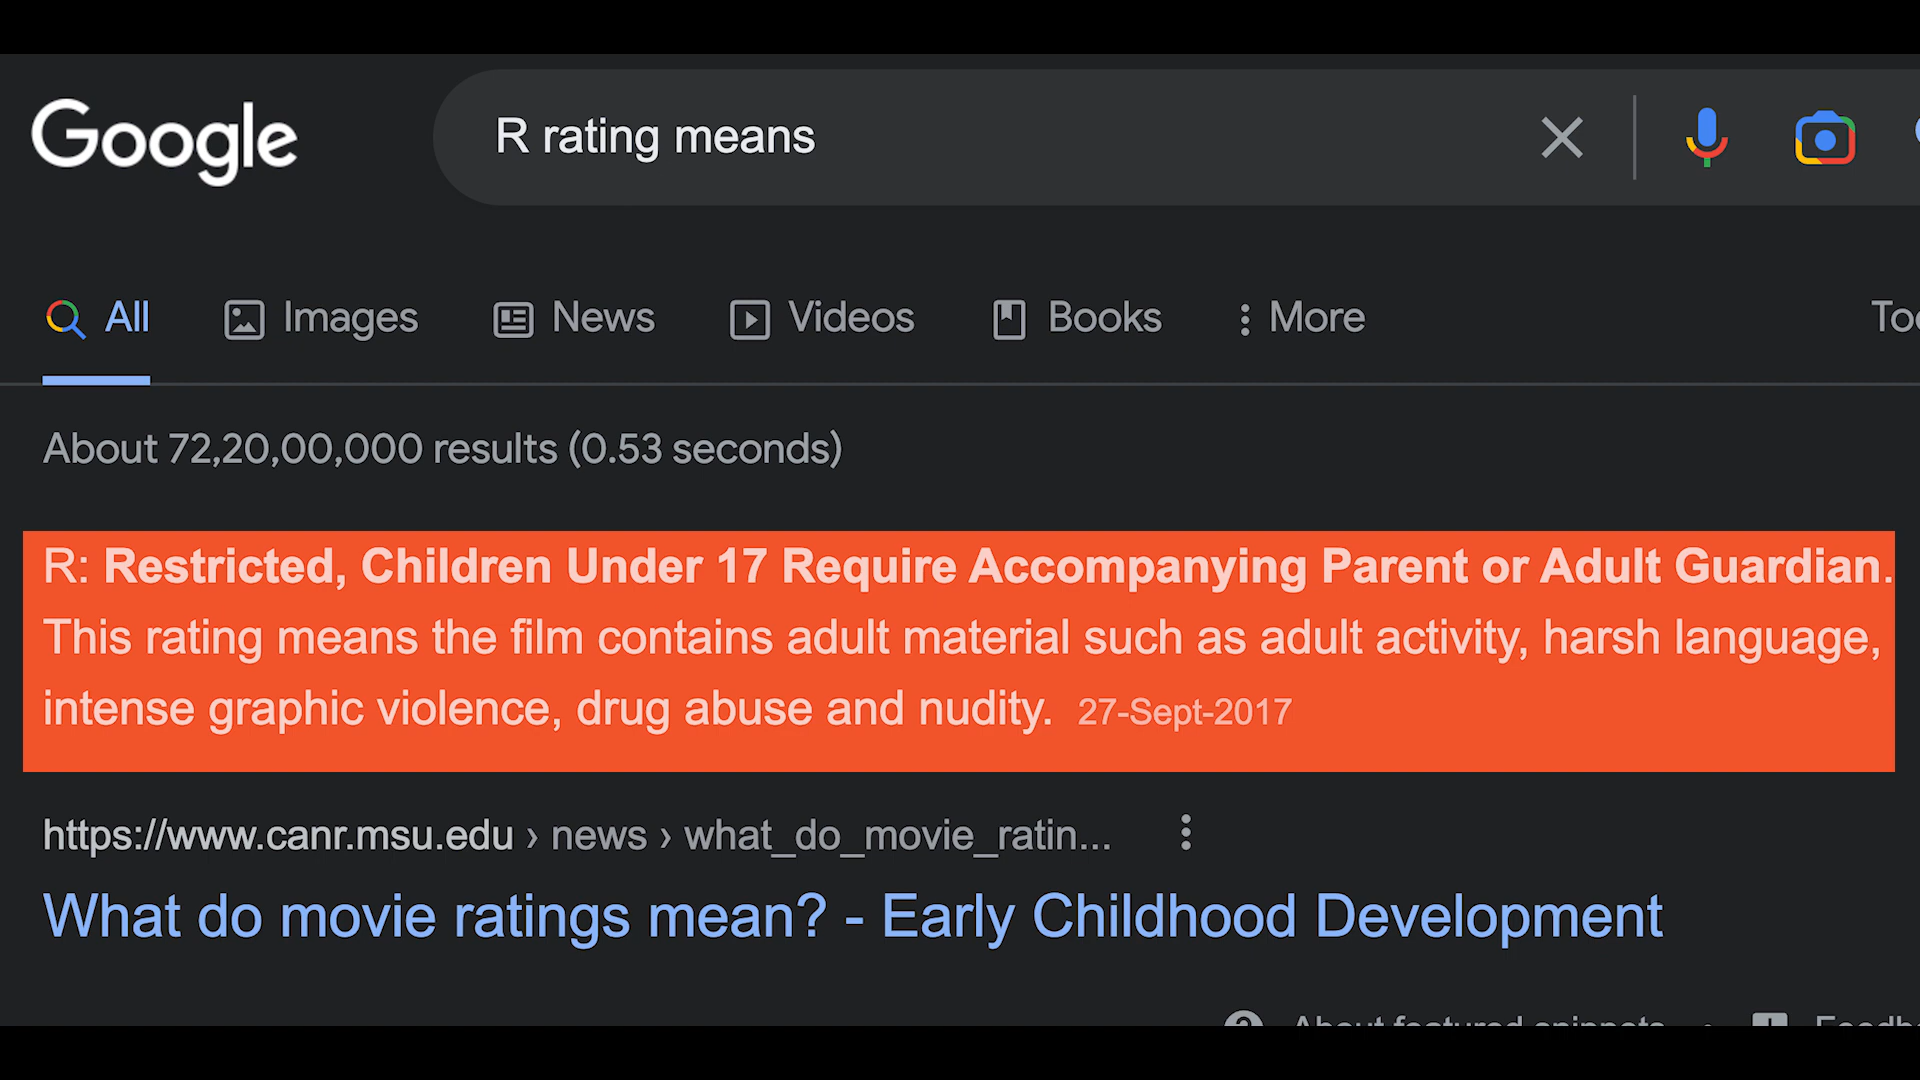 Google
R rating means
All Images News Videos Books More
About 72,20,00,000 results (0.53 seconds)
R: Restricted, Children Under 17 Require Accompanying Parent or Adult Guardian.
This rating means the film contains adult material such as adult activity, harsh language,
intense graphic violence, drug abuse and nudity. 27-Sept-2017
https://www.canr.msu.edu › news › what_do_movie_ratin...
What do movie ratings mean? - Early Childhood Development
About featured snippets